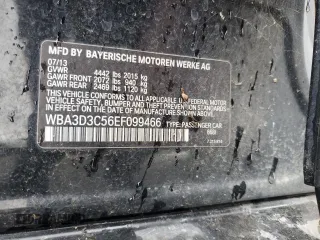 MFD BY BAYERISCHE MOTOREN WERKE AG
07/13
GVWR 4442 lbs 2015 kg
GAWR FRONT 2072 lbs 940 kg
GAWR REAR 2469 lbs 1120 kg
THIS VEHICLE CONFORMS TO ALL APPLICABLE
U.S. FEDERAL MOTOR VEHICLE SAFETY
BUMPER AND THEFT PREVENTION STANDARDS
IN EFFECT ON THE DATE OF MANUFACTURE
SHOWN ABOVE
WBA3D3C56EF099466 TYPE: PASSENGER CAR